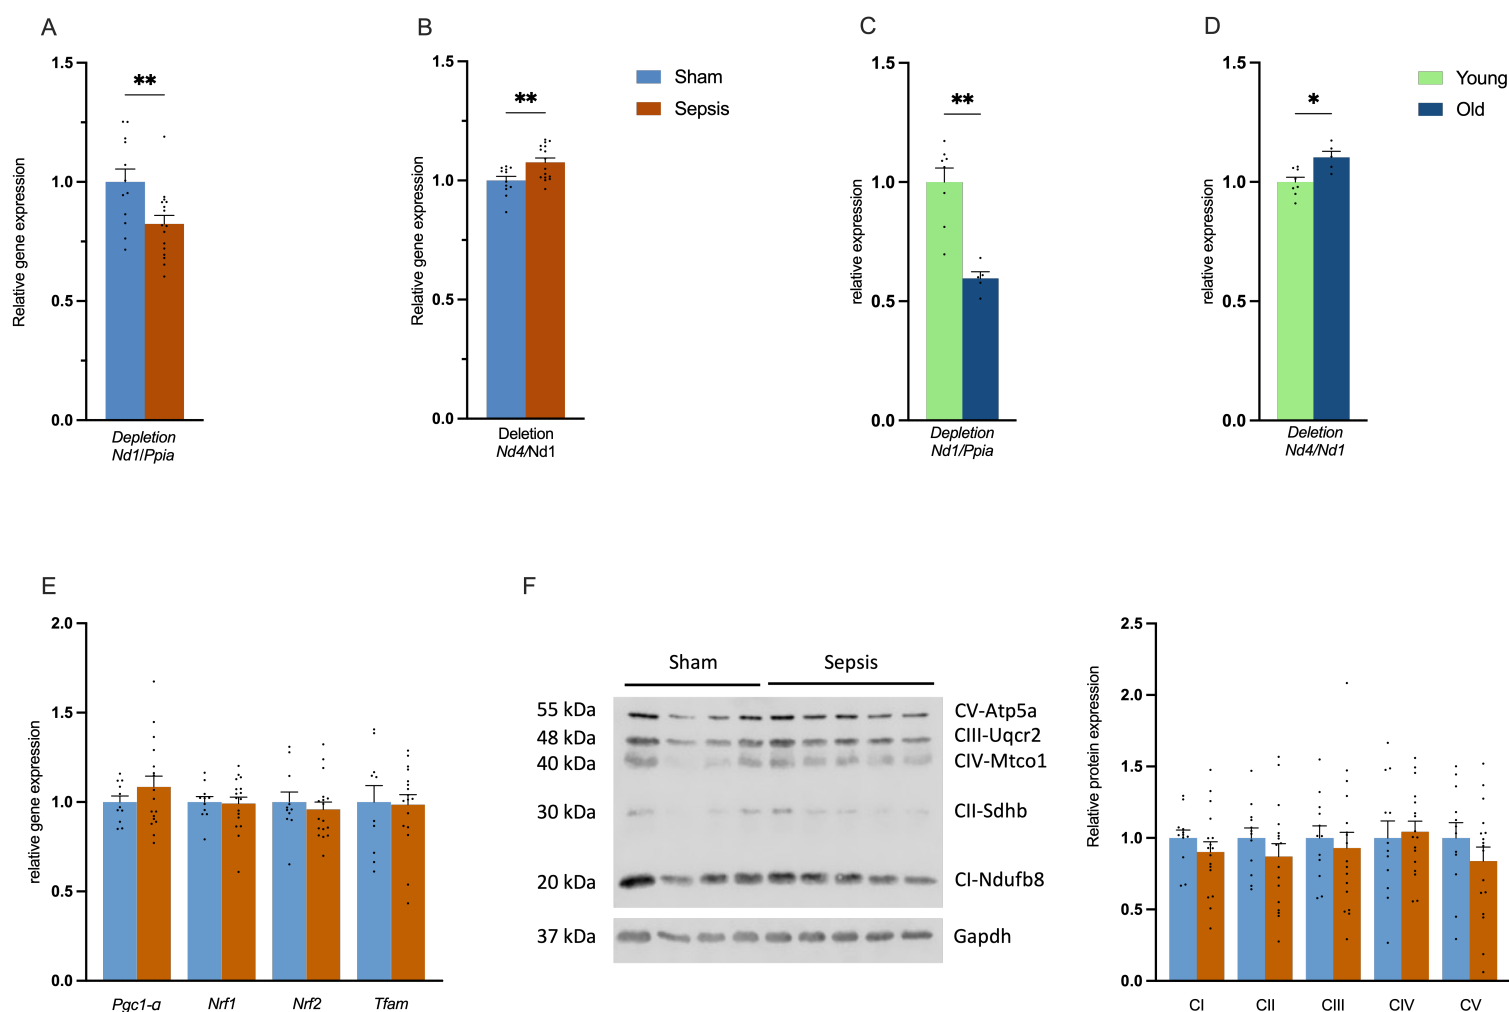 A
B
C
D
1.5
1.0
0.5
0.0
Relative gene expression
**
Depletion
Nd1/Ppia
1.5
1.0
0.5
0.0
Relative gene expression
**
Deletion
Nd4/Nd1
Sham
Sepsis
1.5
1.0
0.5
0.0
relative expression
**
Depletion
Nd1/Ppia
1.5
1.0
0.5
0.0
relative expression
*
Deletion
Nd4/Nd1
Young
Old
E
2.0
1.5
1.0
0.5
0.0
relative gene expression
Pgc1-α
Nrf1
Nrf2
Tfam
F
Sham
Sepsis
55 kDa
48 kDa
40 kDa
30 kDa
20 kDa
37 kDa
CV-Atp5a
CIII-Uqcr2
CIV-Mtco1
CII-Sdhb
CI-Ndufb8
Gapdh
2.5
2.0
1.5
1.0
0.5
0.0
Relative protein expression
CI
CII
CIII
CIV
CV